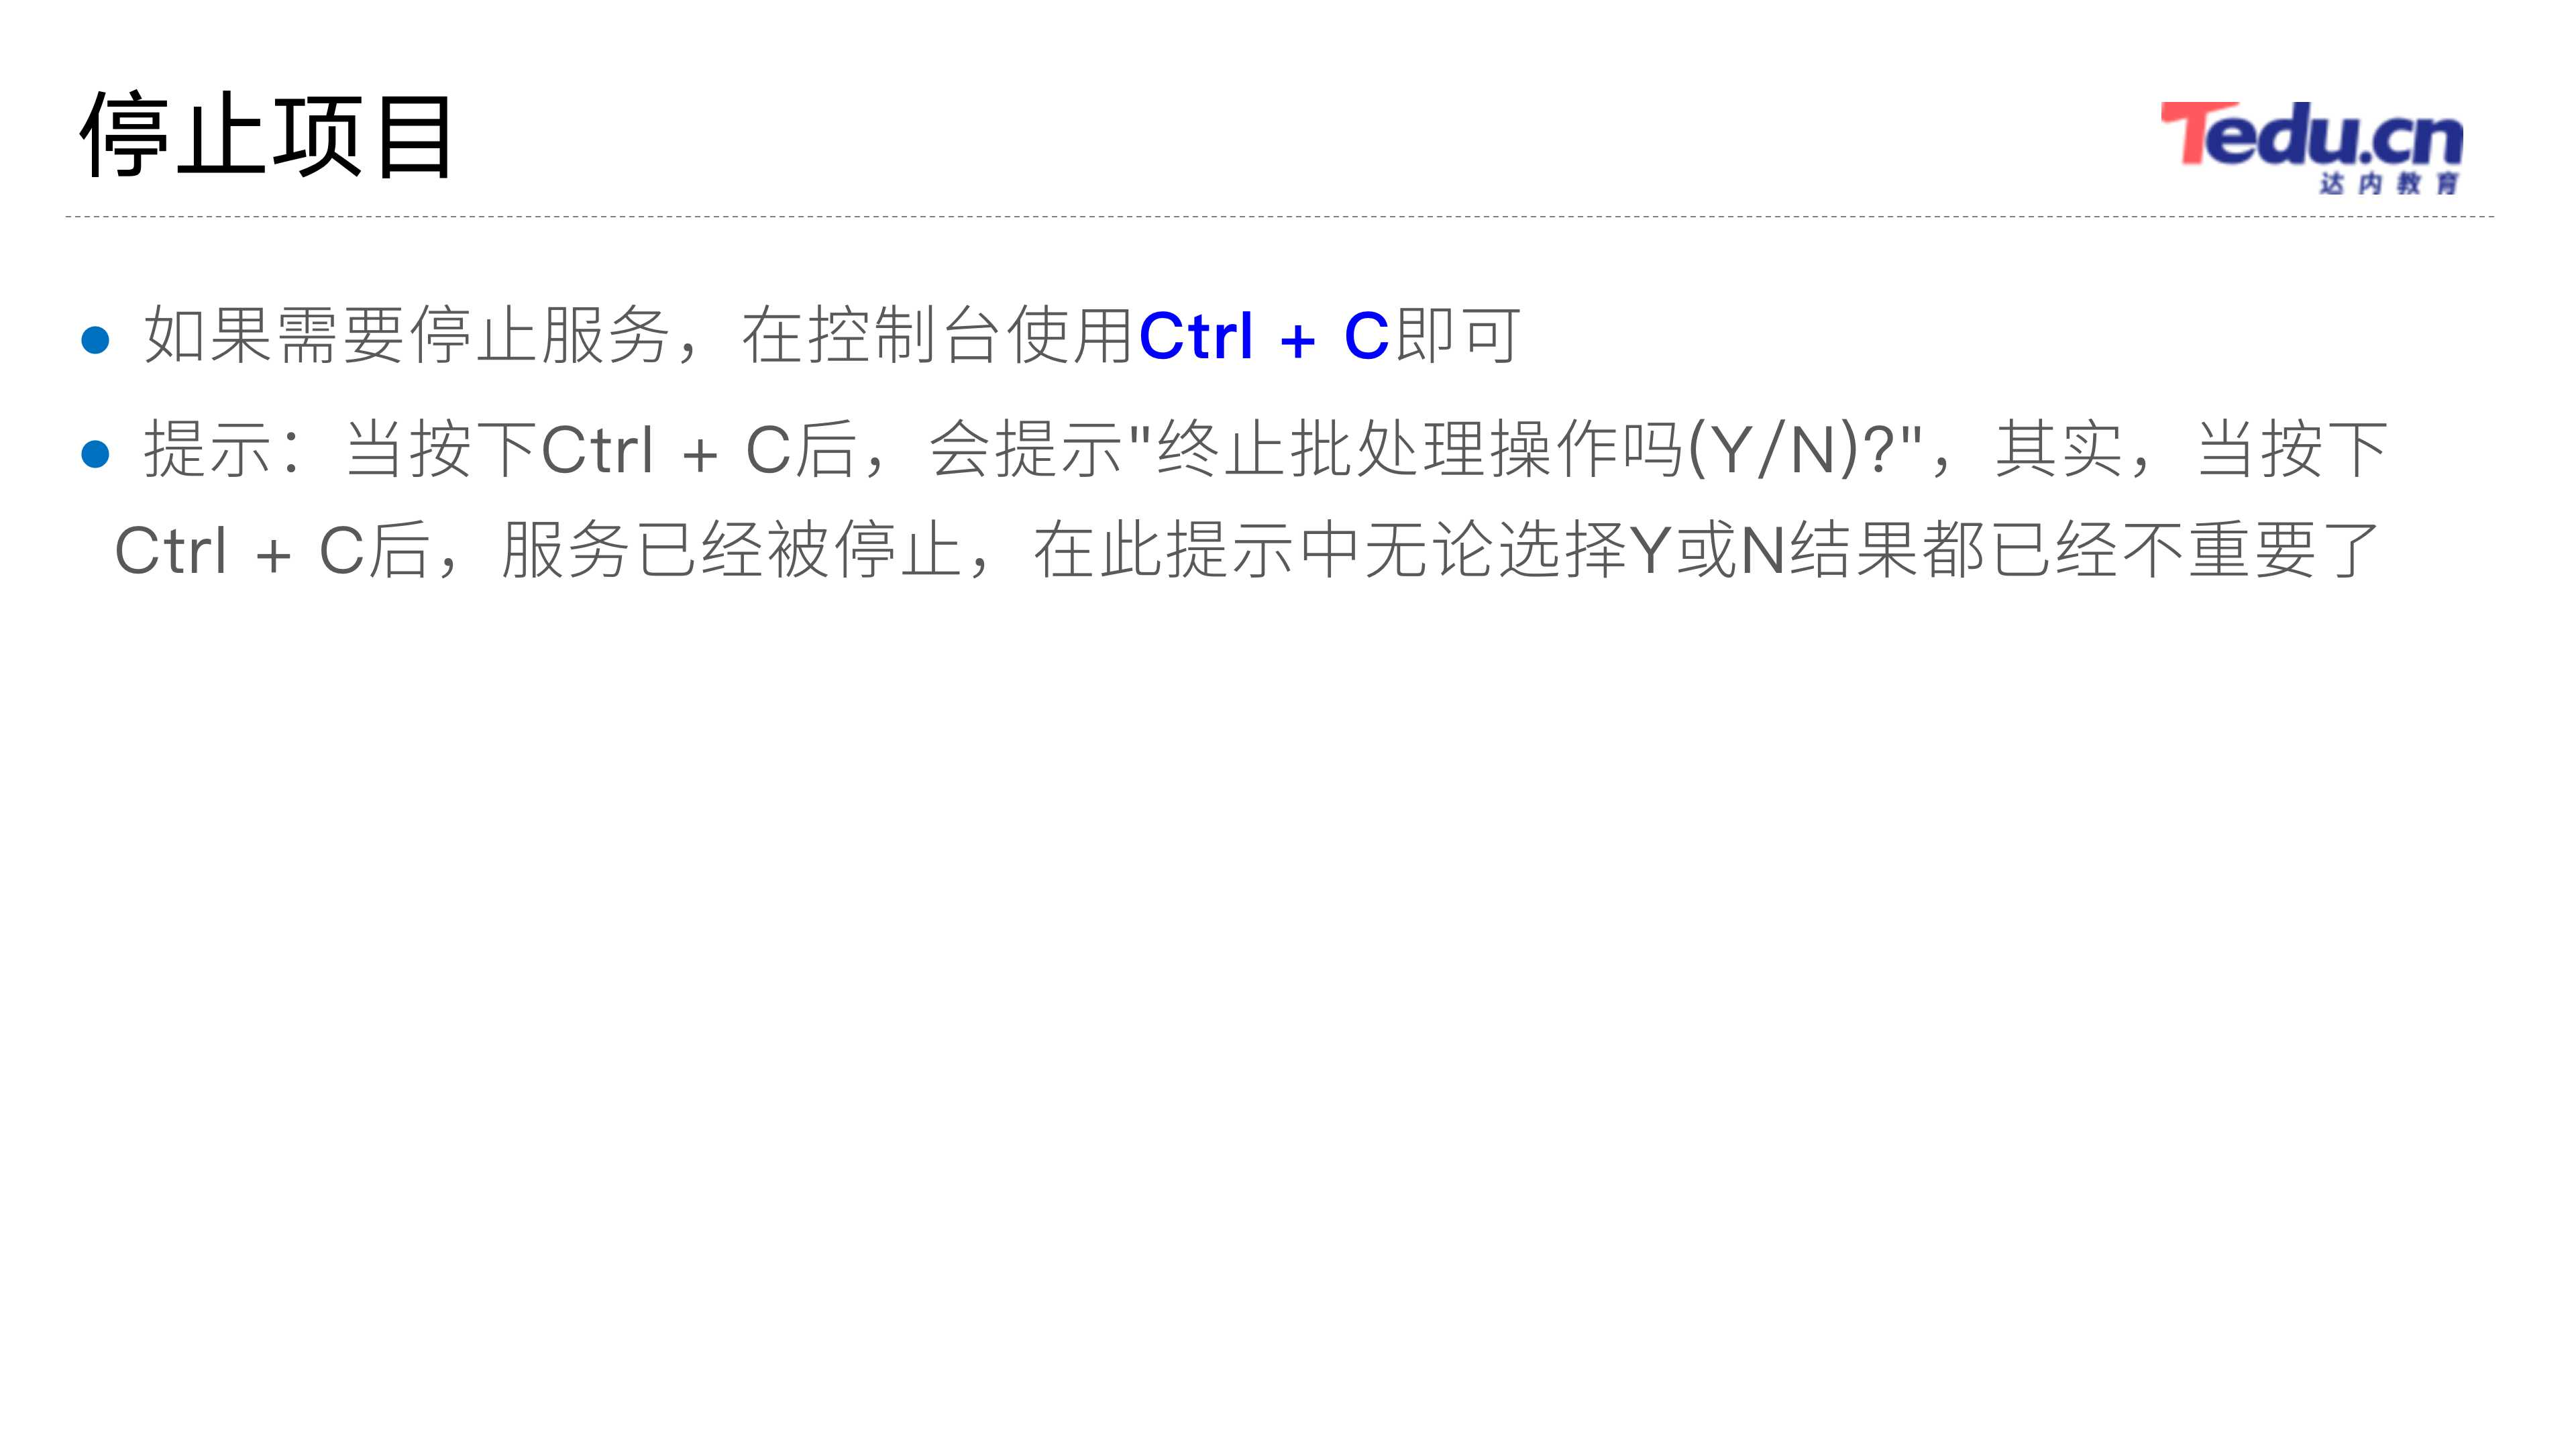 停止项目
Tedu.cn
达内教育
如果需要停止服务，在控制台使用Ctrl + C即可
提示：当按下Ctrl + C后，会提示"终止批处理操作吗(Y/N)?"，其实，当按下
Ctrl + C后，服务已经被停止，在此提示中无论选择Y或N结果都已经不重要了